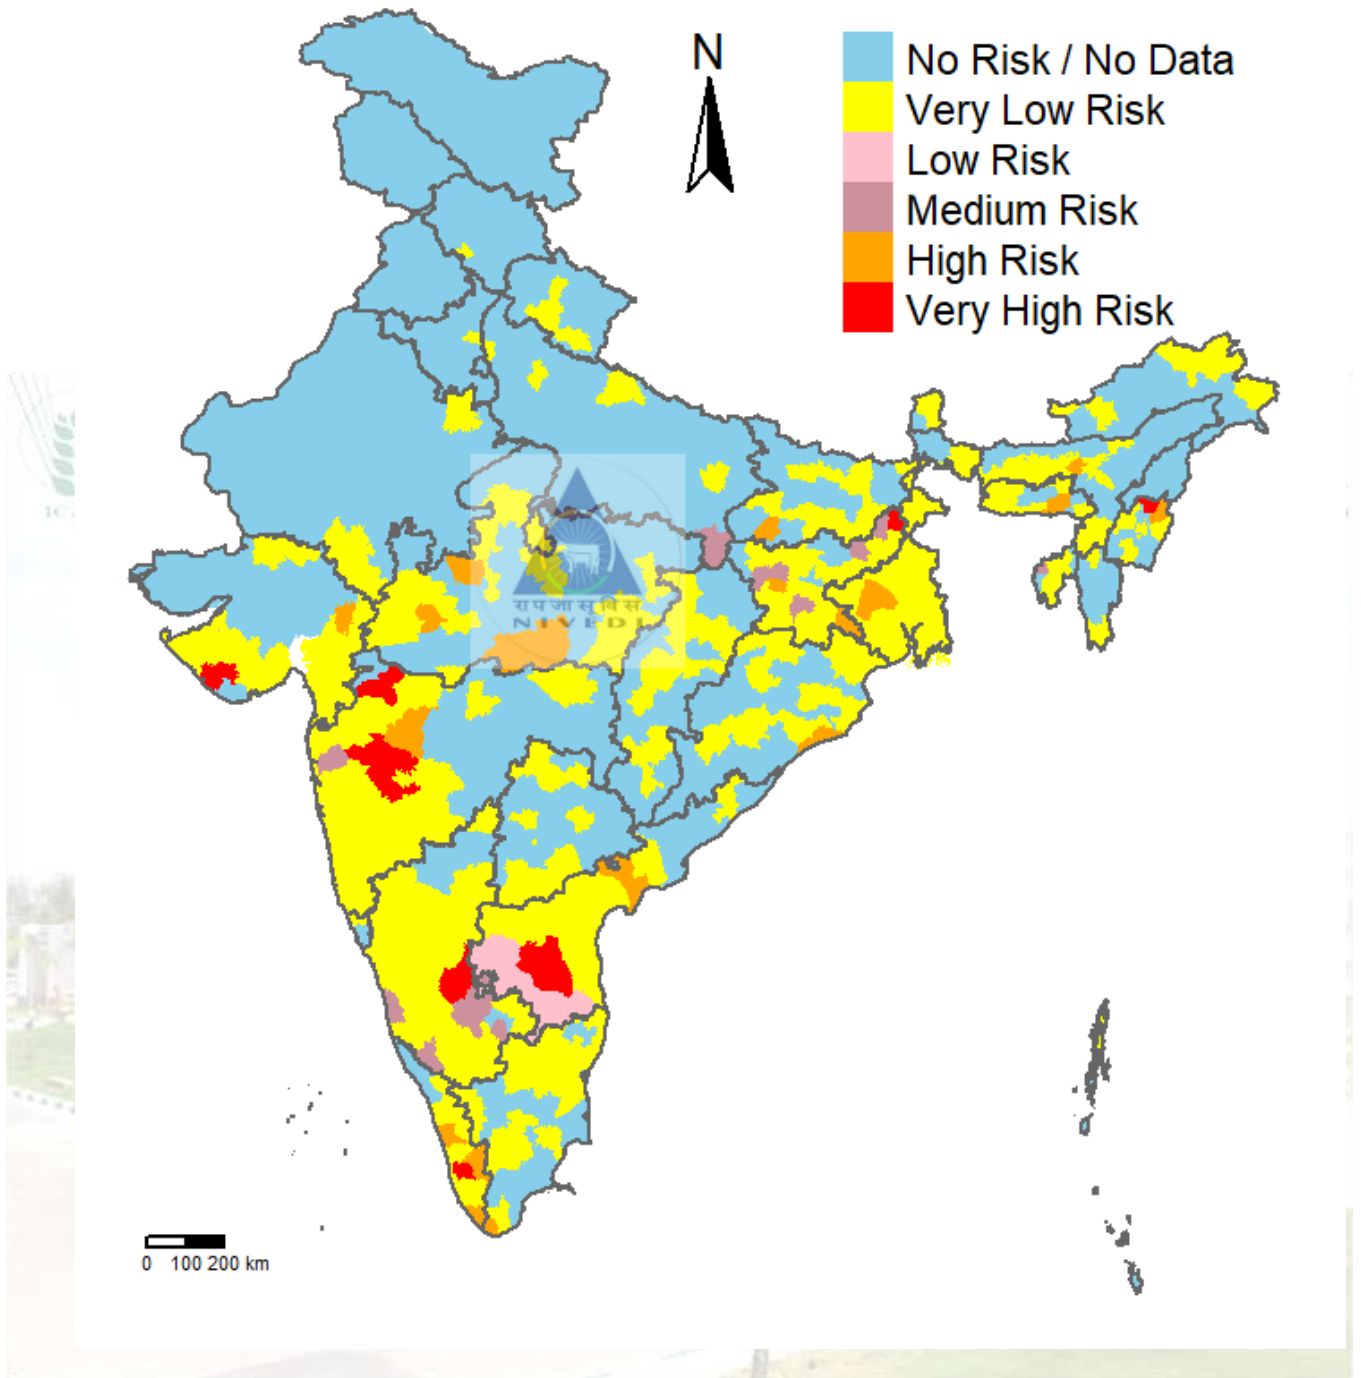 N
No Risk / No Data
Very Low Risk
Low Risk
Medium Risk
High Risk
Very High Risk
रा प जा सू वि सं
NIVEDI
0 100 200 km